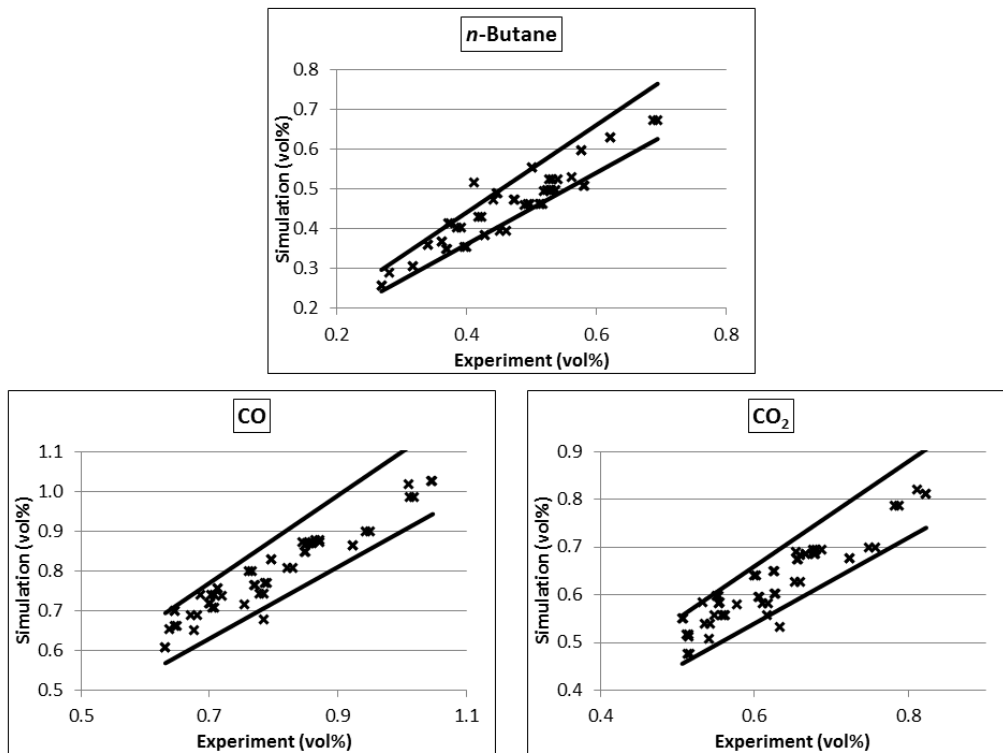 n-Butane
0.8
0.7
0.6
0.5
0.4
0.3
0.2
Simulation (vol%)
0.2 0.4 0.6 0.8
Experiment (vol%)
CO
1.1
1.0
0.9
0.8
0.7
0.6
0.5
Simulation (vol%)
0.5 0.7 0.9 1.1
Experiment (vol%)
CO₂
0.9
0.8
0.7
0.6
0.5
0.4
Simulation (vol%)
0.4 0.6 0.8
Experiment (vol%)